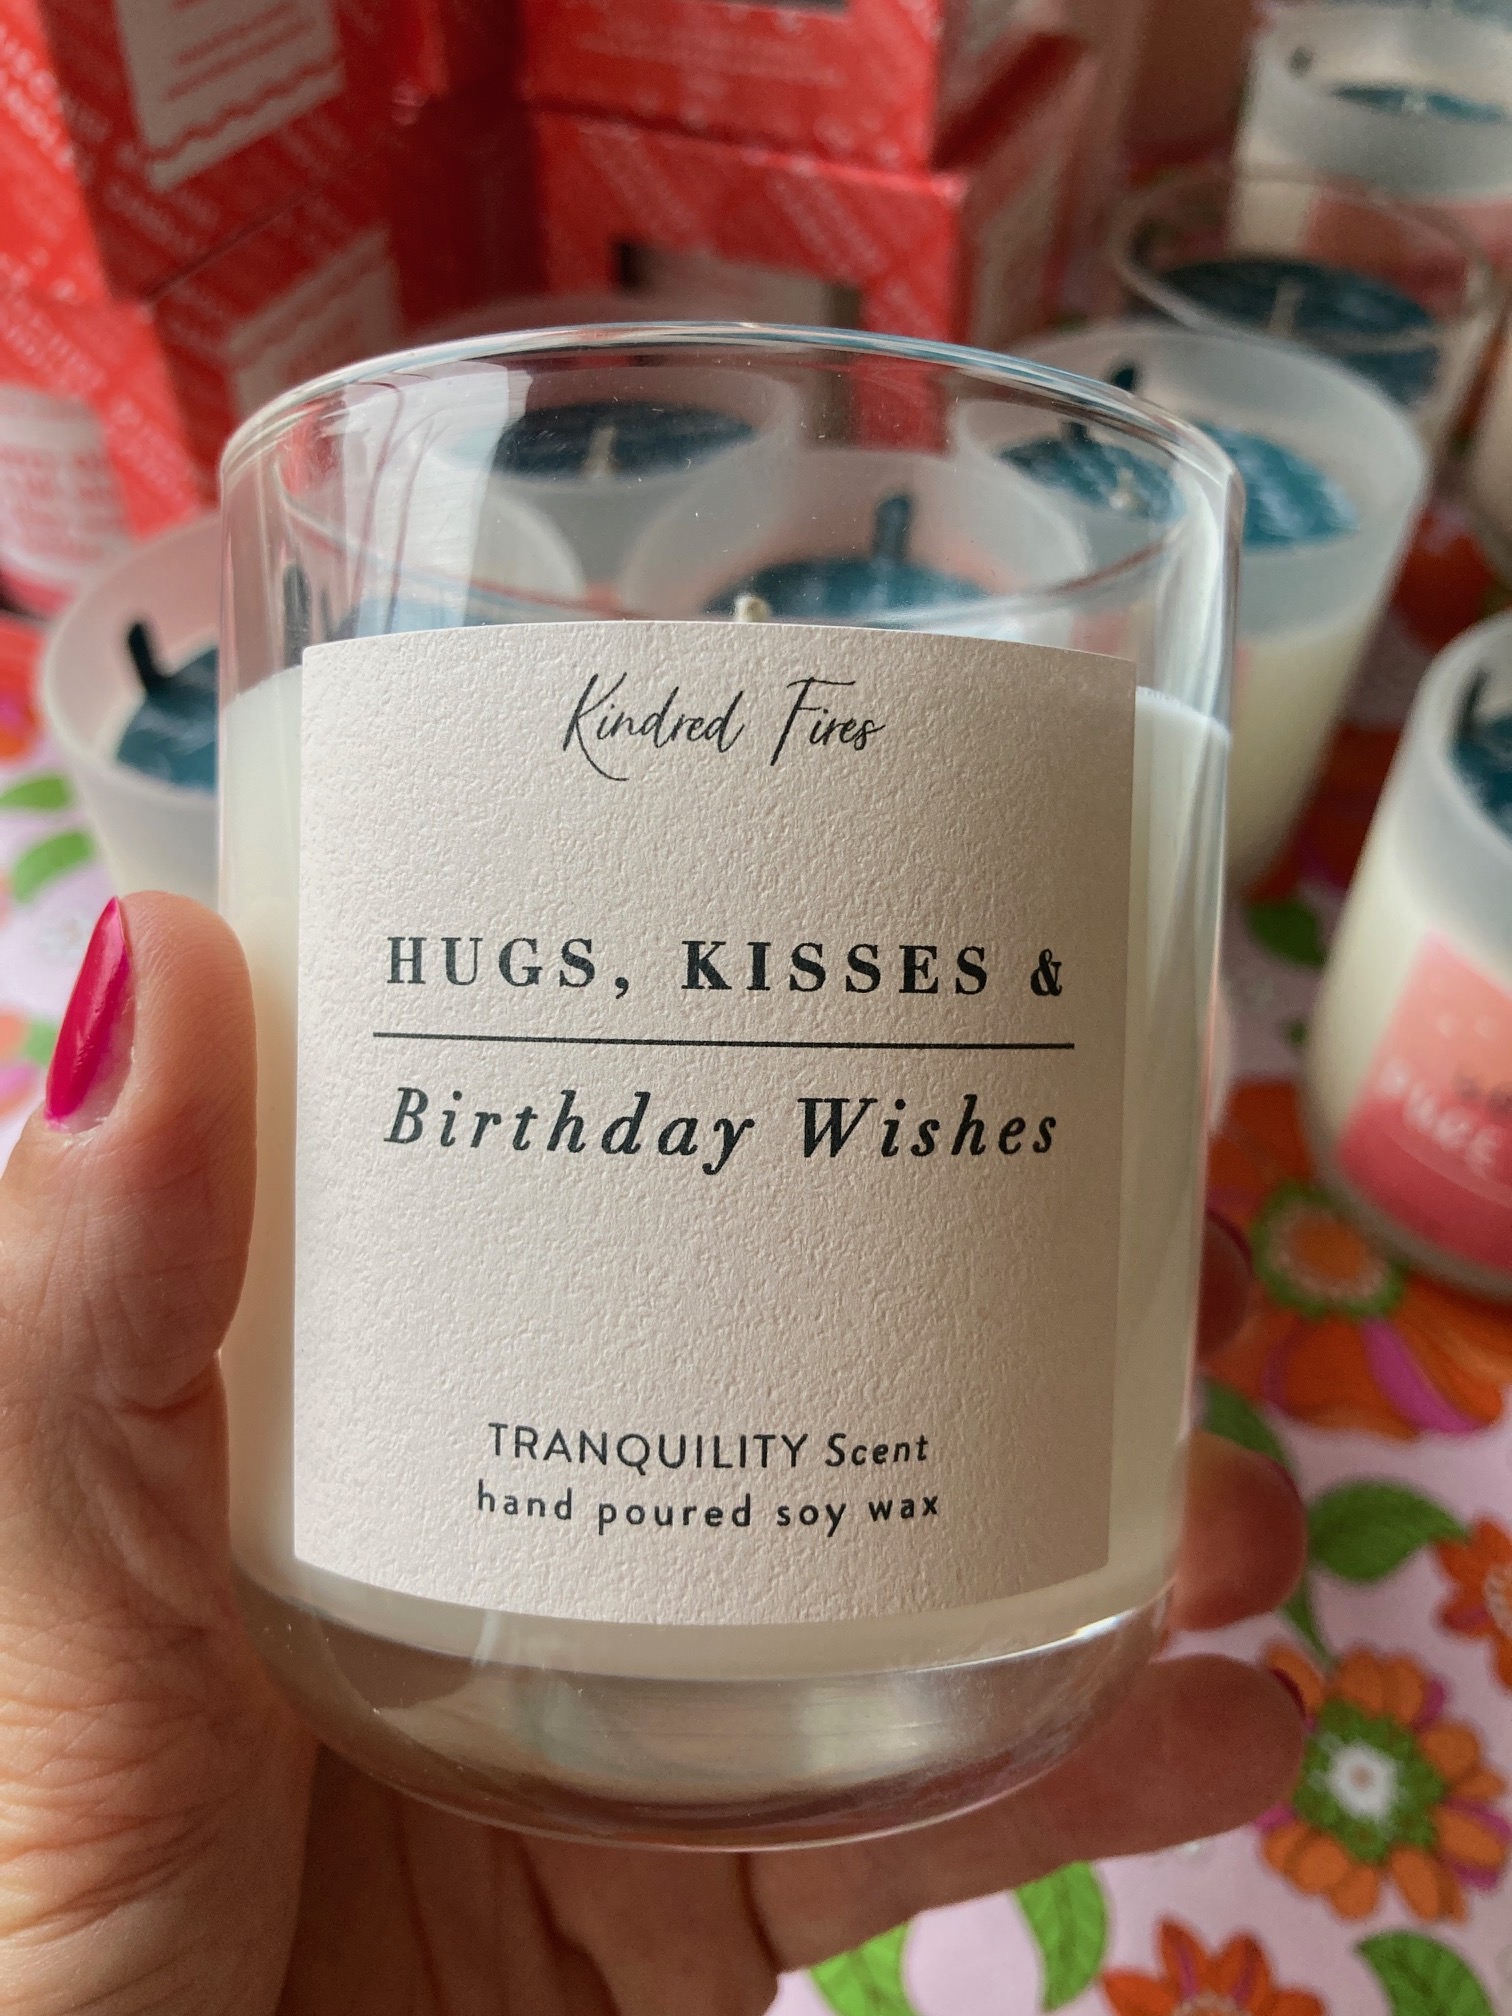 Kindred Fires
HUGS, KISSES &
Birthday Wishes
TRANQUILITY Scent
hand poured soy wax